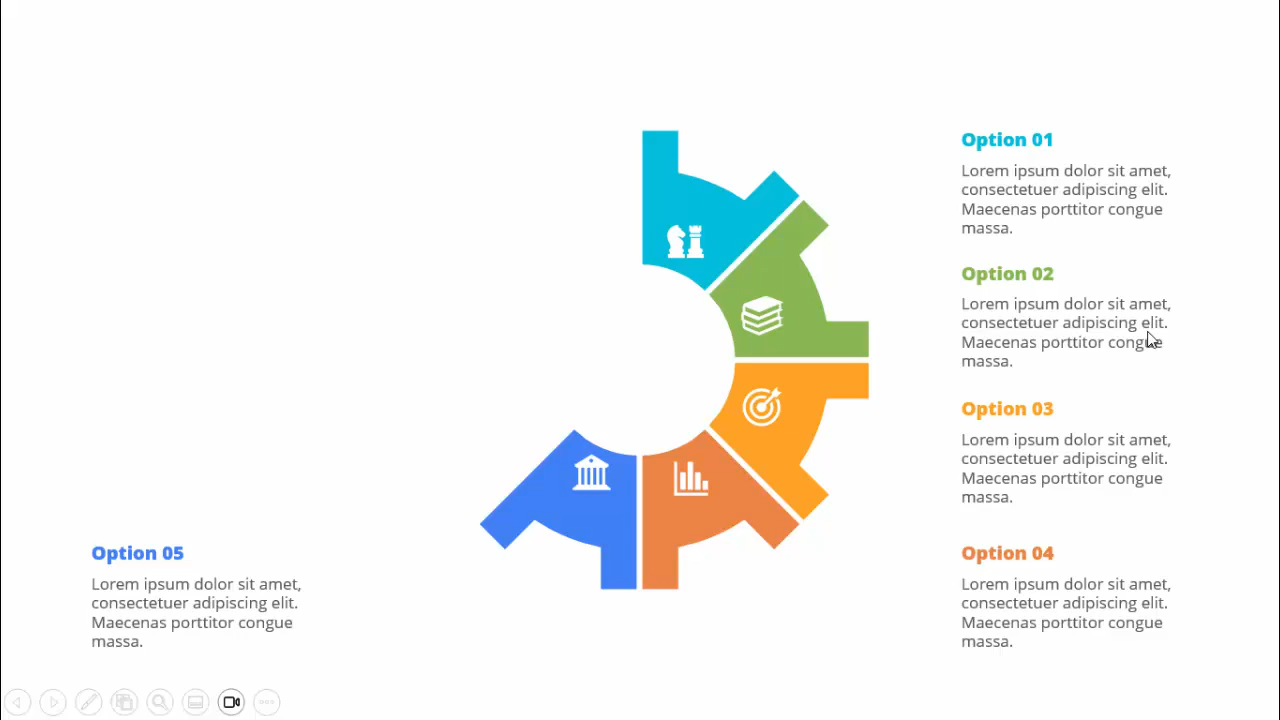 Option 01
Lorem ipsum dolor sit amet,
consectetuer adipiscing elit.
Maecenas porttitor congue
massa.
Option 02
Lorem ipsum dolor sit amet,
consectetuer adipiscing elit.
Maecenas porttitor congue
massa.
Option 03
Lorem ipsum dolor sit amet,
consectetuer adipiscing elit.
Maecenas porttitor congue
massa.
Option 04
Lorem ipsum dolor sit amet,
consectetuer adipiscing elit.
Maecenas porttitor congue
massa.
Option 05
Lorem ipsum dolor sit amet,
consectetuer adipiscing elit.
Maecenas porttitor congue
massa.